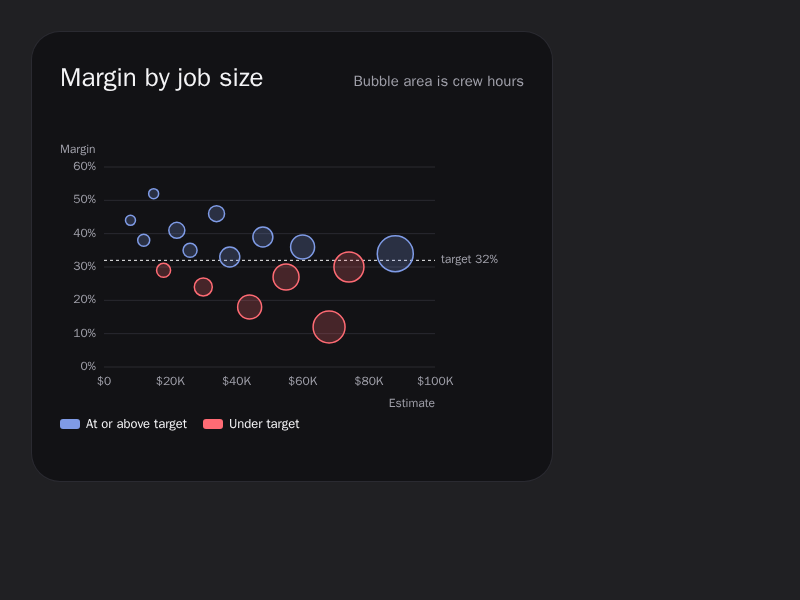 Margin by job size
Bubble area is crew hours
Margin
60%
50%
40%
30%
20%
10%
0%
target 32%
$0 $20K $40K $60K $80K $100K
Estimate
At or above target Under target